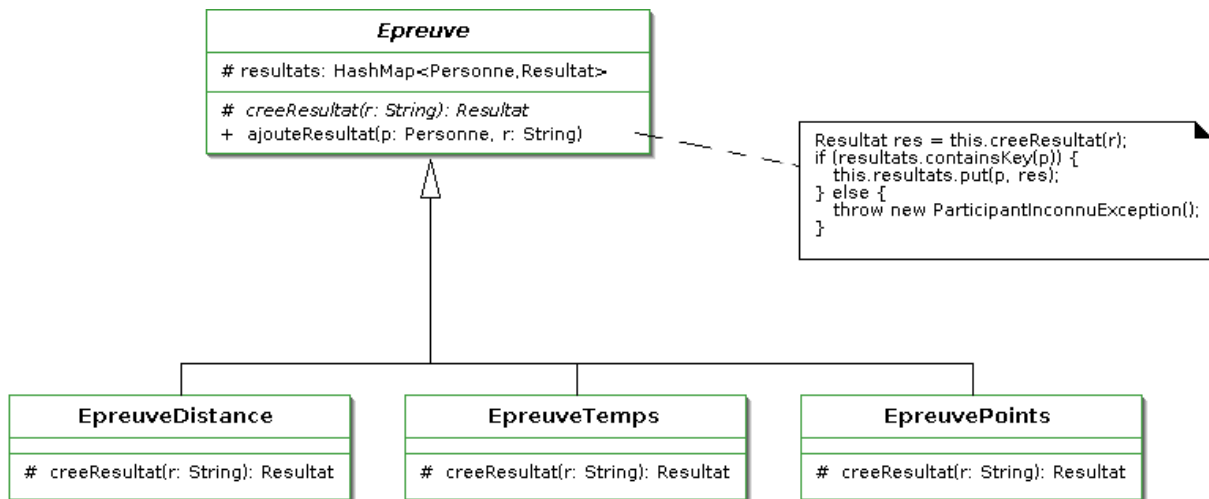 Epreuve
# resultats: HashMap<Personne,Resultat>
# creeResultat(r: String): Resultat
+ ajouteResultat(p: Personne, r: String)
Resultat res = this.creeResultat(r);
if (resultats.containsKey(p)) {
this.resultats.put(p, res);
} else {
throw new ParticipantInconnuException();
}
EpreuveDistance
# creeResultat(r: String): Resultat
EpreuveTemps
# creeResultat(r: String): Resultat
EpreuvePoints
# creeResultat(r: String): Resultat